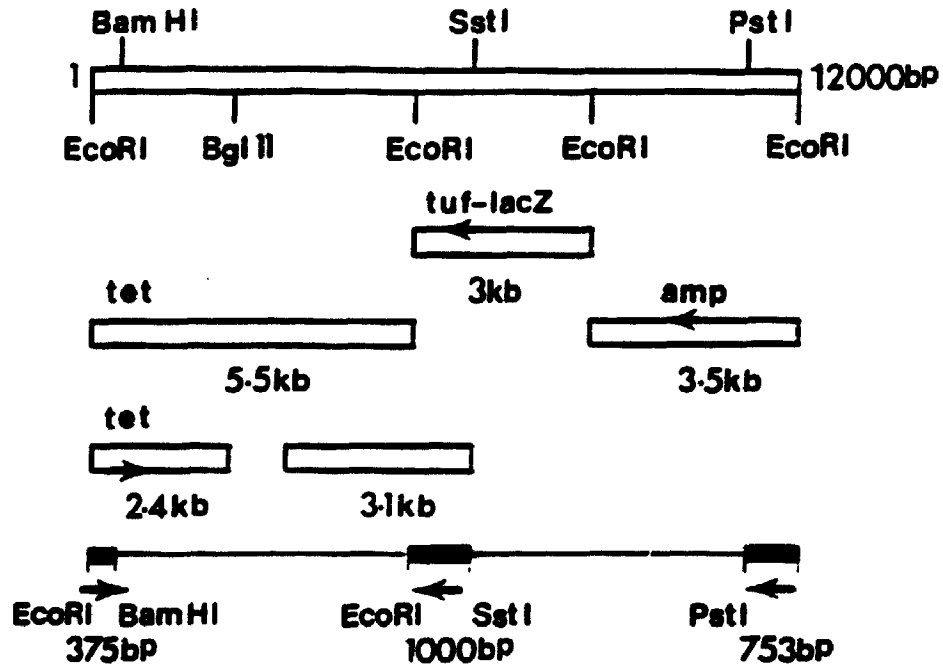 Bam HI SstI PstI
1 12000bp
EcoRI Bgl II EcoRI EcoRI EcoRI
tuf-lacZ
3kb
tet amp
5·5kb 3·5kb
tet
2·4kb 3·1kb
EcoRI BamHI EcoRI SstI PstI
375bp 1000bp 753bp